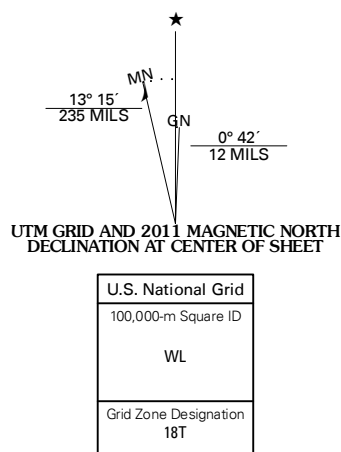 ★
MN
GN
13° 15´
235 MILS
0° 42´
12 MILS
UTM GRID AND 2011 MAGNETIC NORTH
DECLINATION AT CENTER OF SHEET
U.S. National Grid
100,000-m Square ID
WL
Grid Zone Designation
18T